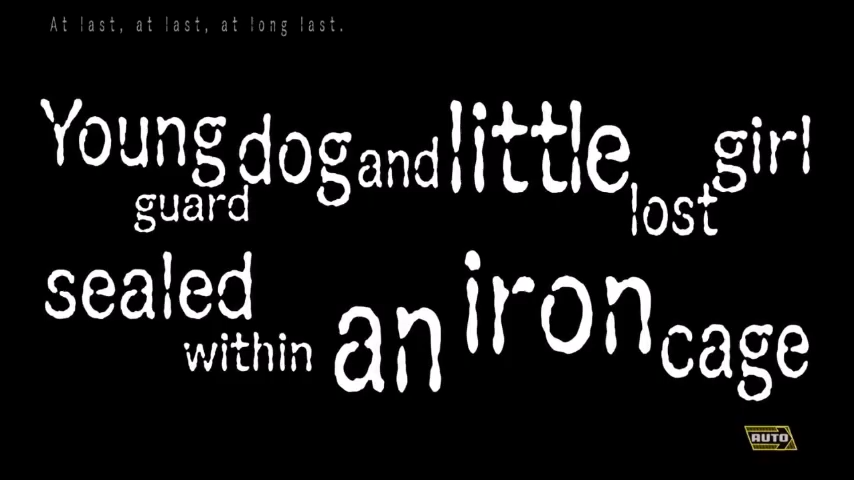 At last, at last, at long last.
Young guard dog and little lost girl
sealed within an iron cage
AUTO